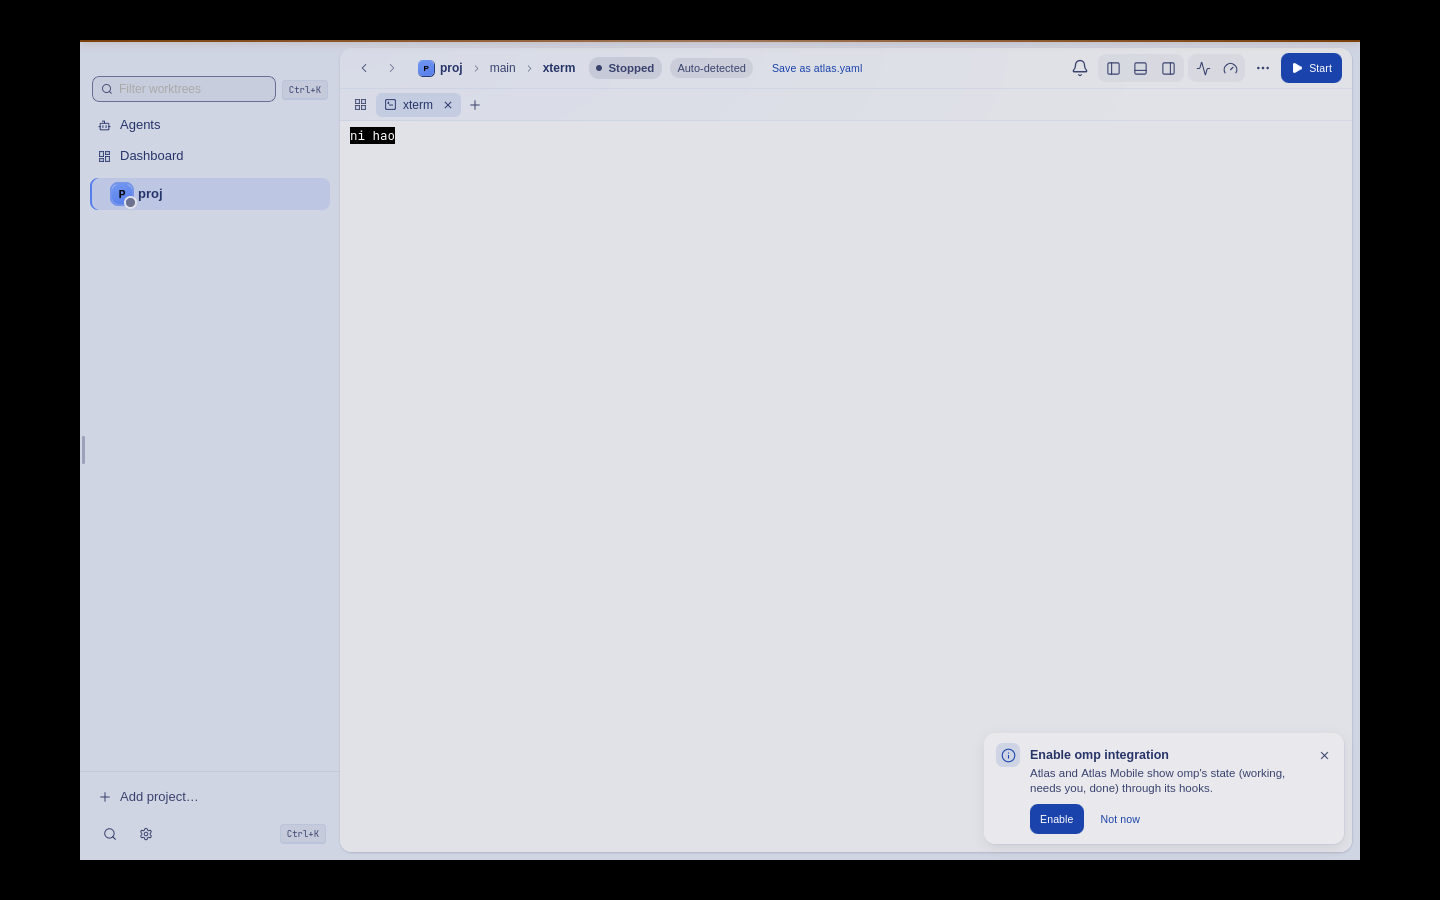 Filter worktrees
Ctrl+K
Agents
Dashboard
P proj
Add project…
Ctrl+K
P proj › main › xterm
Stopped
Auto-detected
Save as atlas.yaml
Start
xterm
ni hao
Enable omp integration
Atlas and Atlas Mobile show omp's state (working,
needs you, done) through its hooks.
Enable
Not now